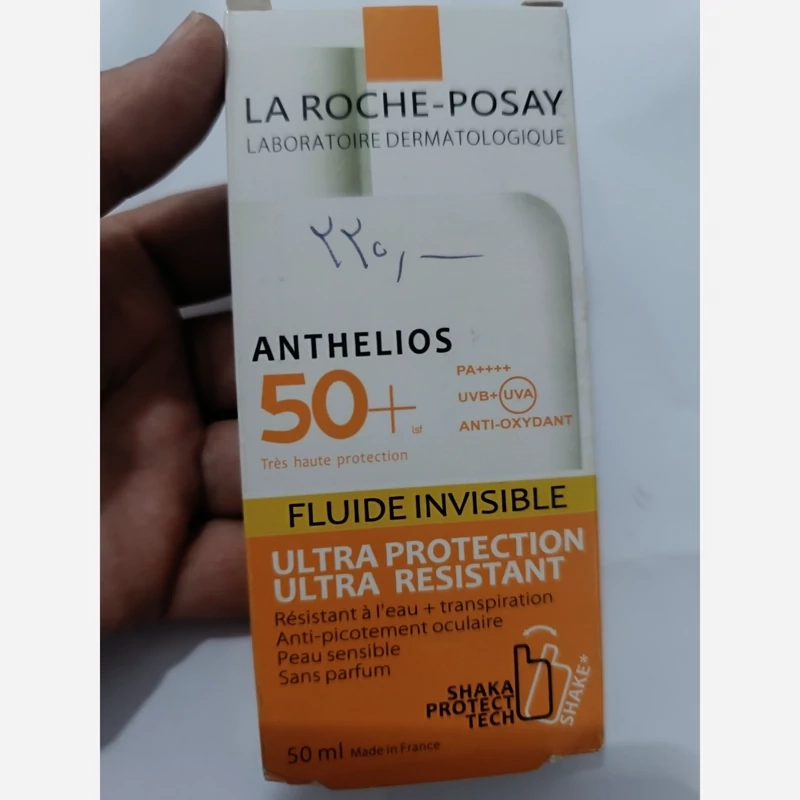 LA ROCHE-POSAY
LABORATOIRE DERMATOLOGIQUE
٢٢٠,—
ANTHELIOS
50+
Très haute protection
PA++++
UVB+ UVA
ANTI-OXYDANT
FLUIDE INVISIBLE
ULTRA PROTECTION
ULTRA RESISTANT
Résistant à l'eau + transpiration
Anti-picotement oculaire
Peau sensible
Sans parfum
SHAKA
PROTECT
TECH
SHAKE*
50 ml Made in France